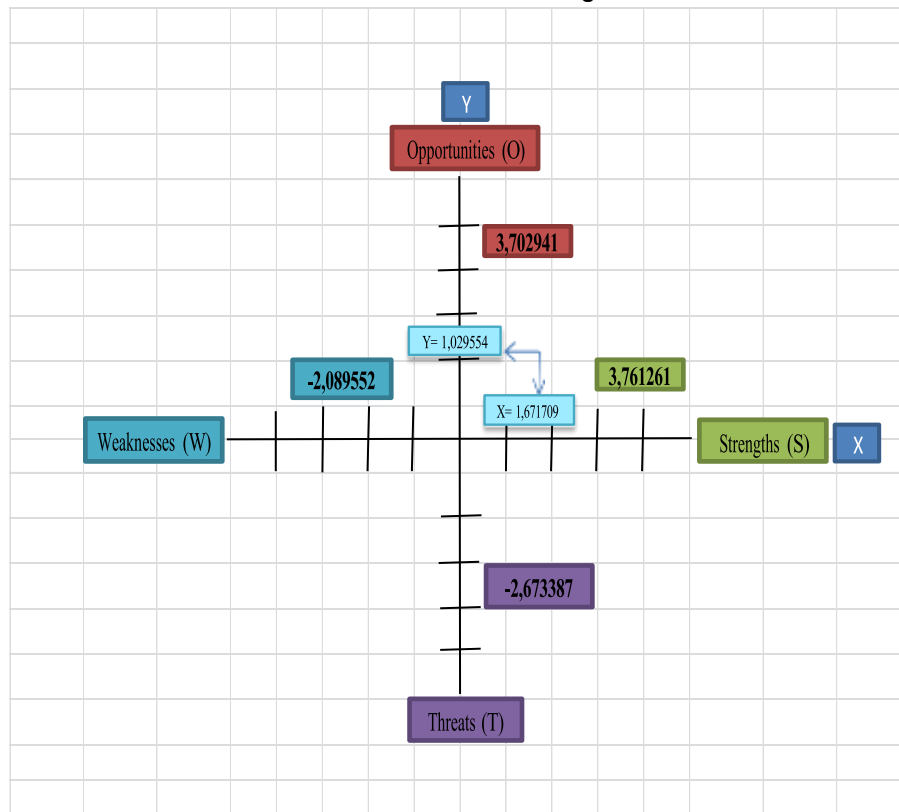 Y
Opportunities (O)
3,702941
Y= 1,029554
-2,089552
3,761261
X= 1,671709
Weaknesses (W)
Strengths (S)
X
-2,673387
Threats (T)